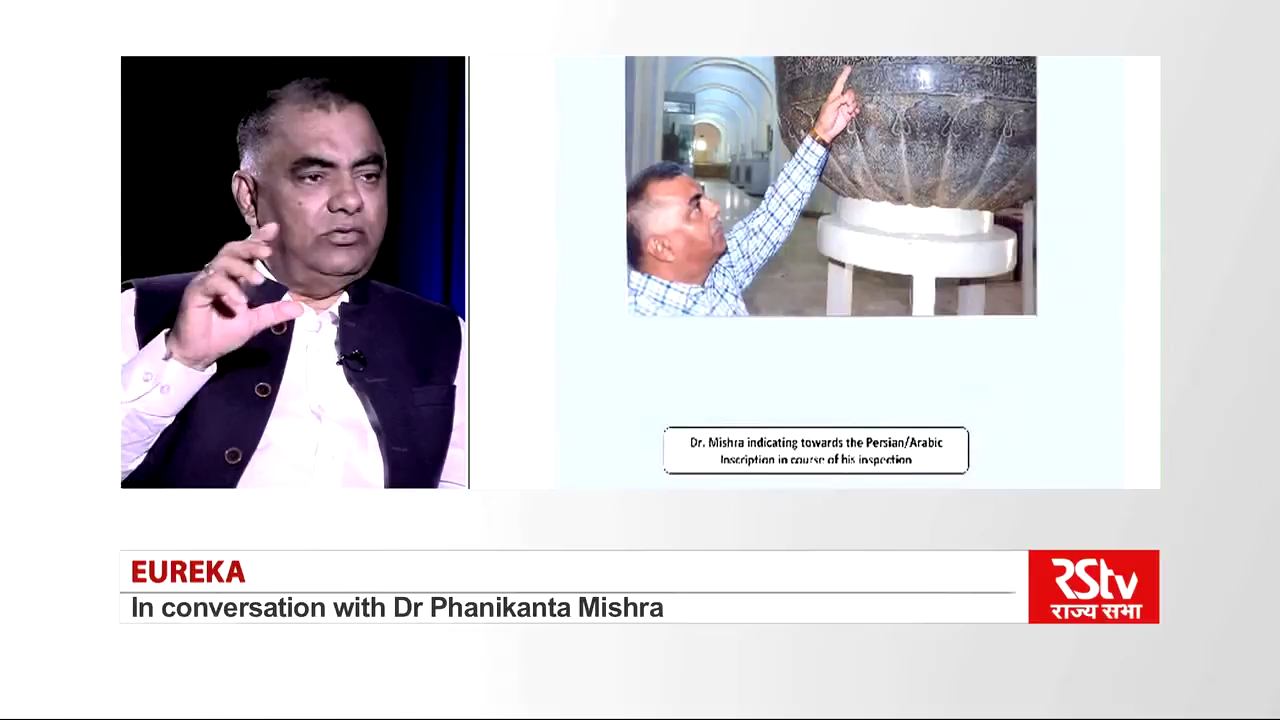 Dr. Mishra indicating towards the Persian/Arabic
Inscription in course of his inspection
EUREKA
In conversation with Dr Phanikanta Mishra
RStv
राज्य सभा